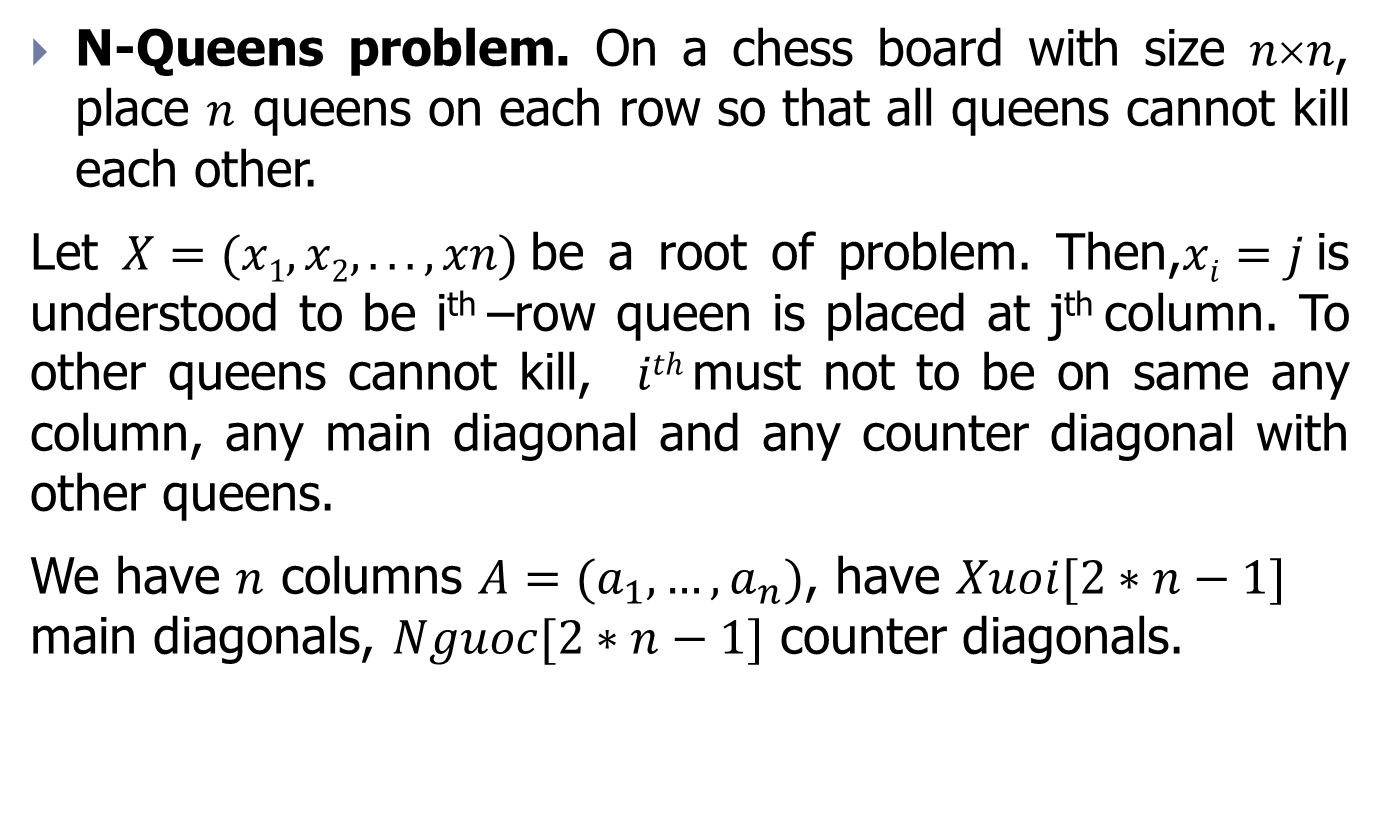 N-Queens problem. On a chess board with size n×n,
place n queens on each row so that all queens cannot kill
each other.
Let X = (x₁, x₂, . . . , xn) be a root of problem. Then,xᵢ = j is
understood to be iᵗʰ –row queen is placed at jᵗʰ column. To
other queens cannot kill, iᵗʰ must not to be on same any
column, any main diagonal and any counter diagonal with
other queens.
We have n columns A = (a₁, … , aₙ), have Xuoi[2 ∗ n − 1]
main diagonals, Nguoc[2 ∗ n − 1] counter diagonals.